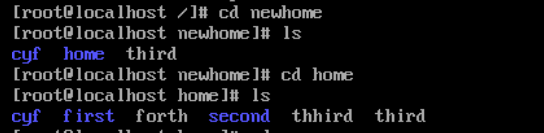 [root@localhost /]# cd newhome
[root@localhost newhome]# ls
cyf  home  third
[root@localhost newhome]# cd home
[root@localhost home]# ls
cyf  first  forth  second  thhird  third